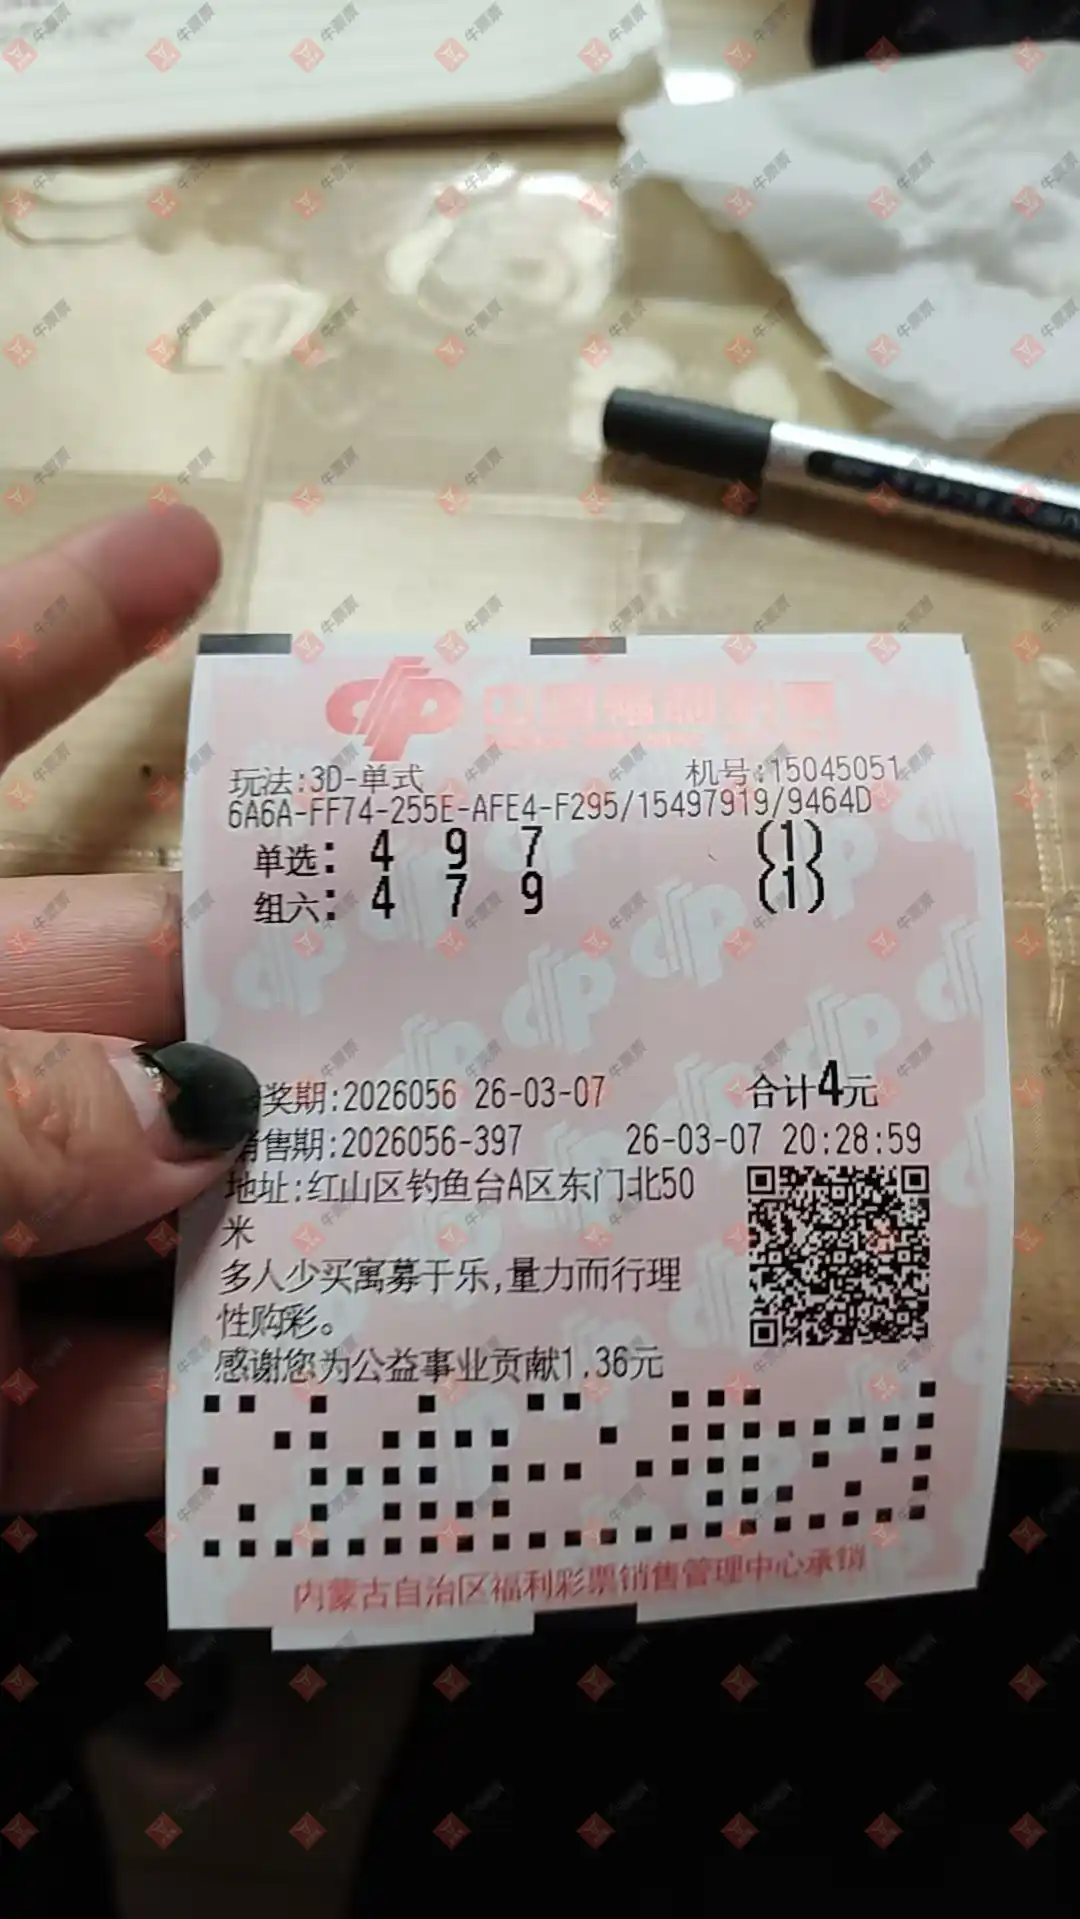 中国福利彩票
玩法:3D-单式 机号:15045051
6A6A-FF74-255E-AFE4-F295/15497919/9464D
单选: 4 9 7 (1)
组六: 4 7 9 (1)
奖期:2026056 26-03-07 合计4元
销售期:2026056-397 26-03-07 20:28:59
地址:红山区钓鱼台A区东门北50
米
多人少买寓募于乐,量力而行理
性购彩。
感谢您为公益事业贡献1.36元
内蒙古自治区福利彩票销售管理中心承销
牛票票